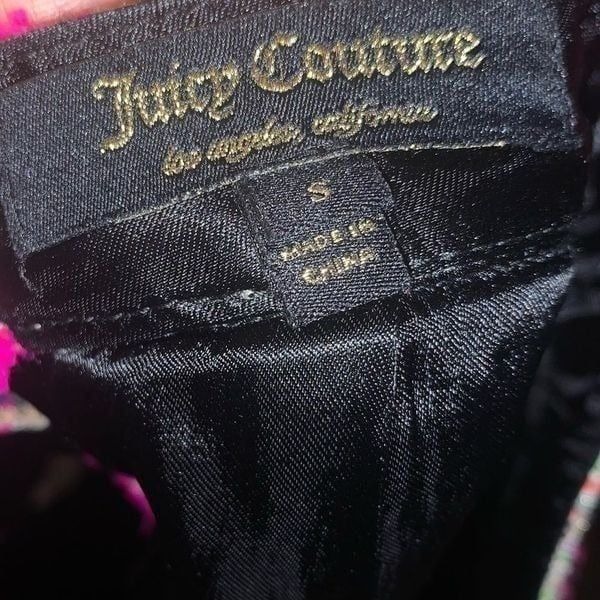 Juicy Couture
los angeles, california
S
MADE IN
CHINA